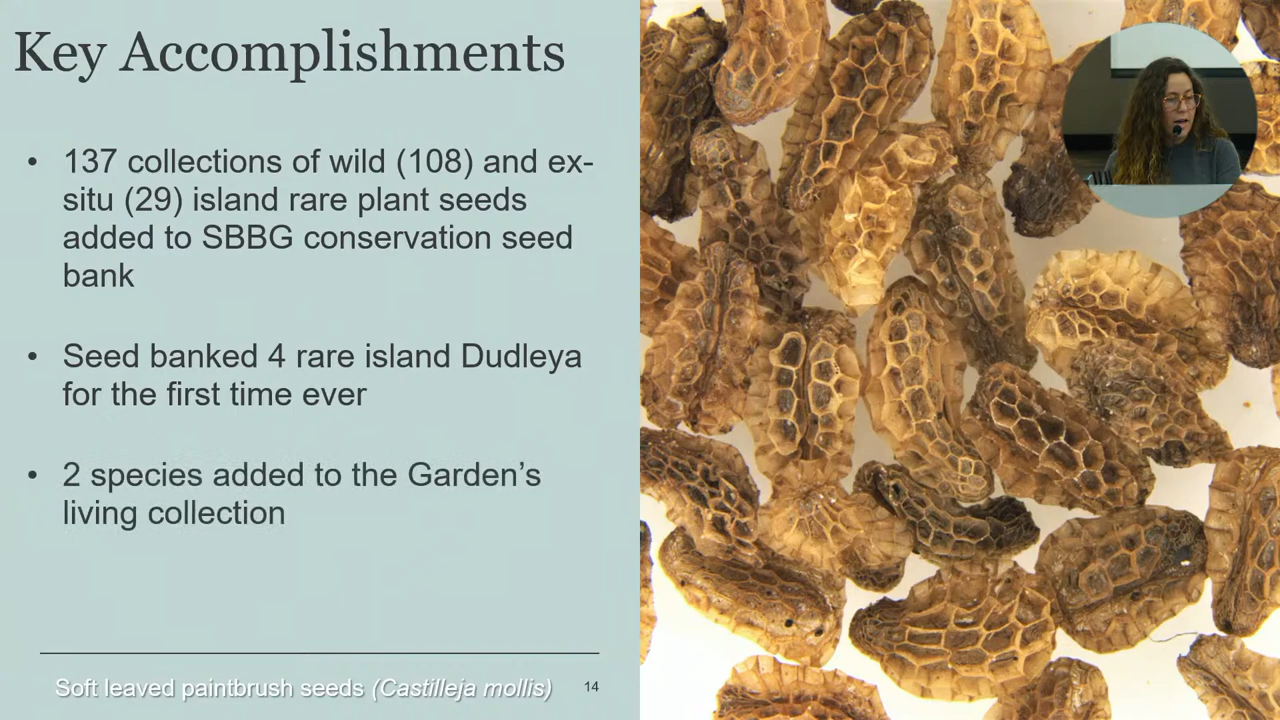 Key Accomplishments
• 137 collections of wild (108) and ex-
situ (29) island rare plant seeds
added to SBBG conservation seed
bank
• Seed banked 4 rare island Dudleya
for the first time ever
• 2 species added to the Garden’s
living collection
Soft leaved paintbrush seeds (Castilleja mollis) 14